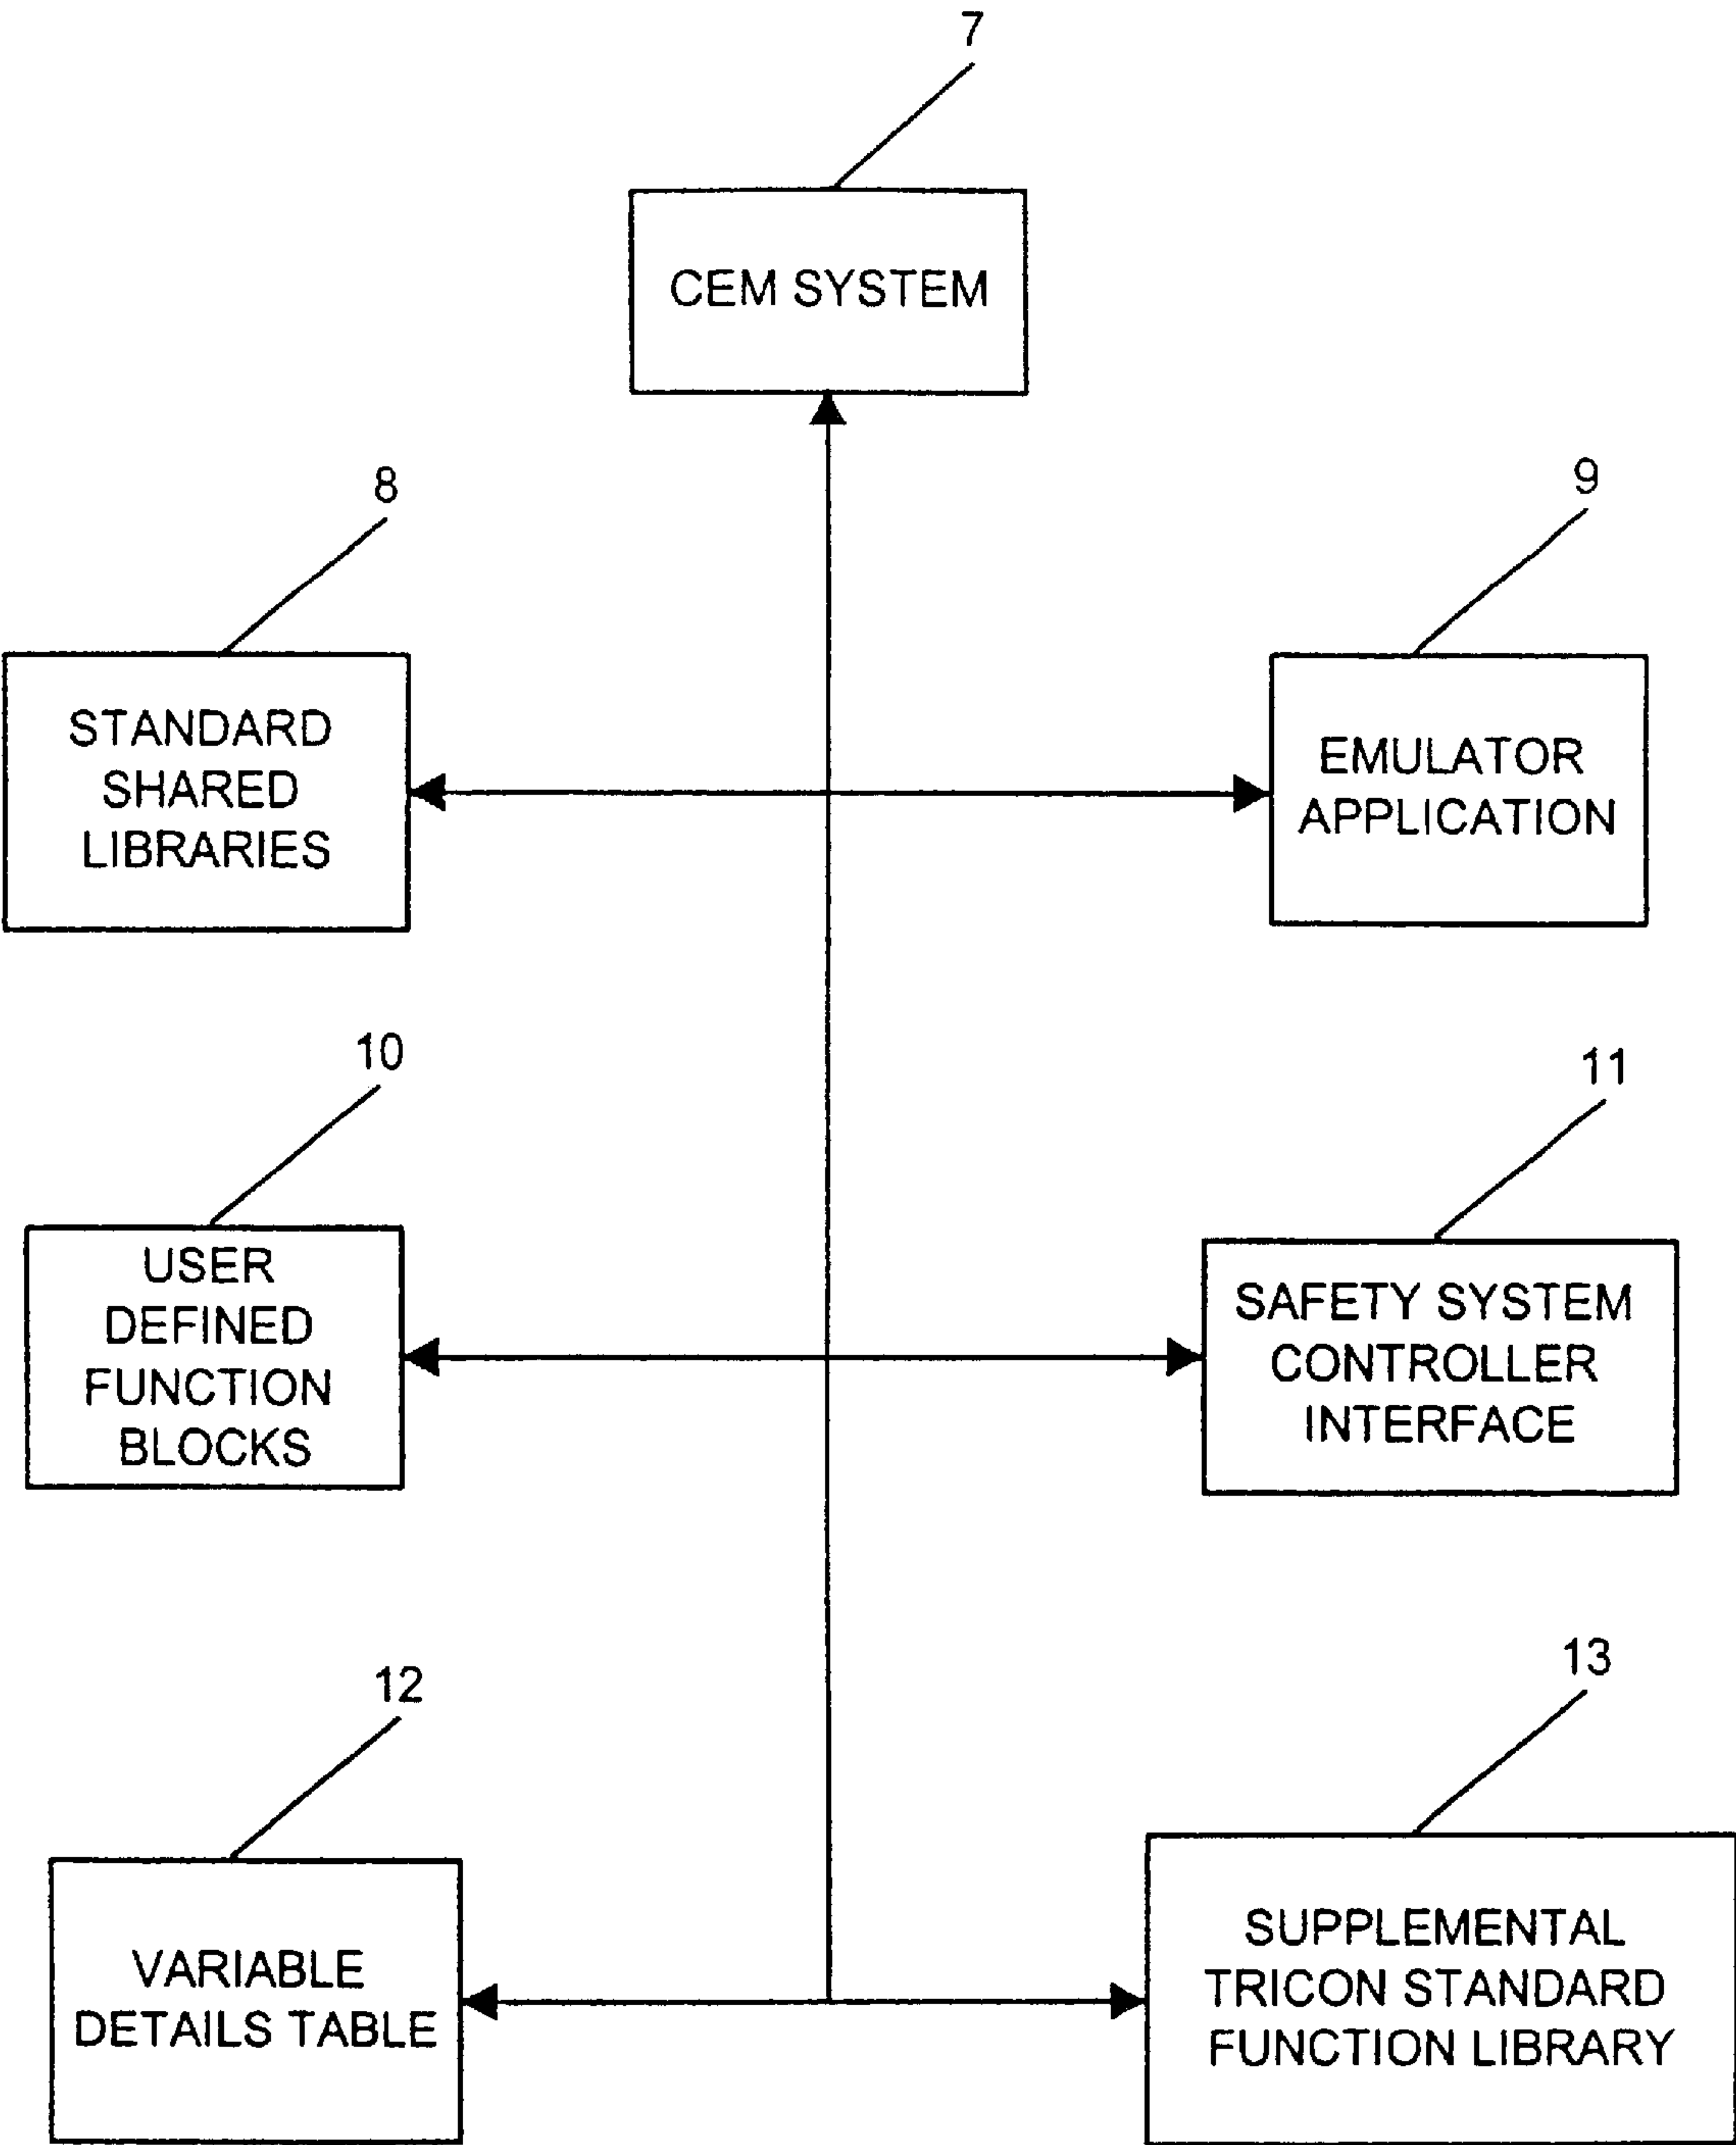 7
CEM SYSTEM
8
9
STANDARD
SHARED
LIBRARIES
EMULATOR
APPLICATION
10
11
USER
DEFINED
FUNCTION
BLOCKS
SAFETY SYSTEM
CONTROLLER
INTERFACE
12
13
VARIABLE
DETAILS TABLE
SUPPLEMENTAL
TRICON STANDARD
FUNCTION LIBRARY